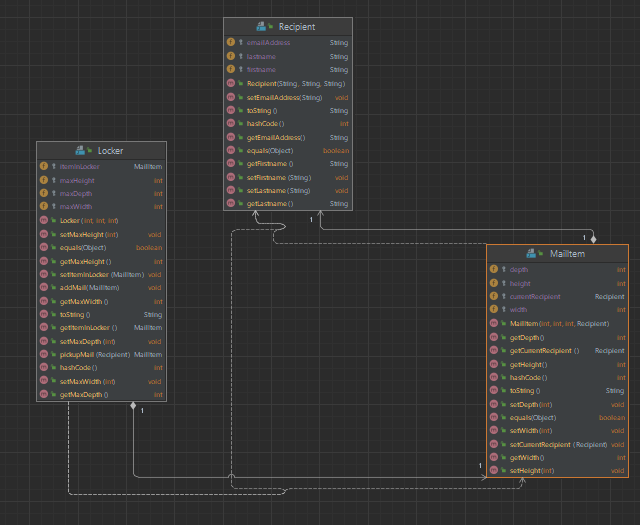 Recipient
emailAddress String
lastname String
firstname String
Recipient(String, String, String)
setEmailAddress(String) void
toString() String
hashCode() int
getEmailAddress() String
equals(Object) boolean
getFirstname() String
setFirstname(String) void
setLastname(String) void
getLastname() String
1
1
Locker
itemInLocker MailItem
maxHeight int
maxDepth int
maxWidth int
Locker(int, int, int)
setMaxHeight(int) void
equals(Object) boolean
getMaxHeight() int
setItemInLocker(MailItem) void
addMail(MailItem) void
getMaxWidth() int
toString() String
getItemInLocker() MailItem
setMaxDepth(int) void
pickupMail(Recipient) MailItem
hashCode() int
setMaxWidth(int) void
getMaxDepth() int
1
1
MailItem
depth int
height int
currentRecipient Recipient
width int
MailItem(int, int, int, Recipient)
getDepth() int
getCurrentRecipient() Recipient
getHeight() int
hashCode() int
toString() String
setDepth(int) void
equals(Object) boolean
setWidth(int) void
setCurrentRecipient(Recipient) void
getWidth() int
setHeight(int) void